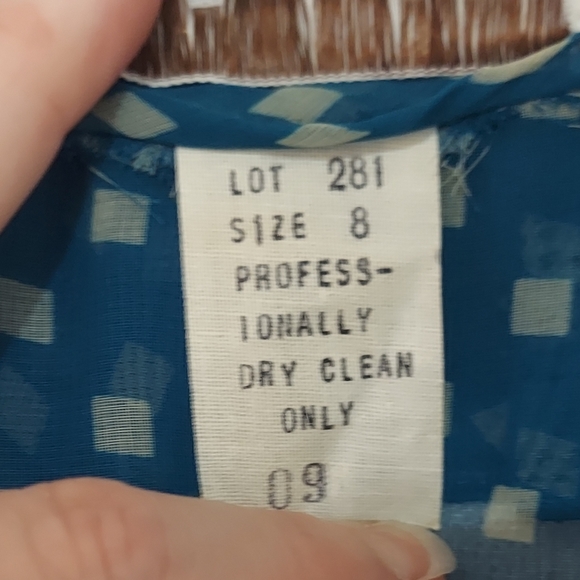 LOT 281
SIZE 8
PROFESS-
IONALLY
DRY CLEAN
ONLY
09